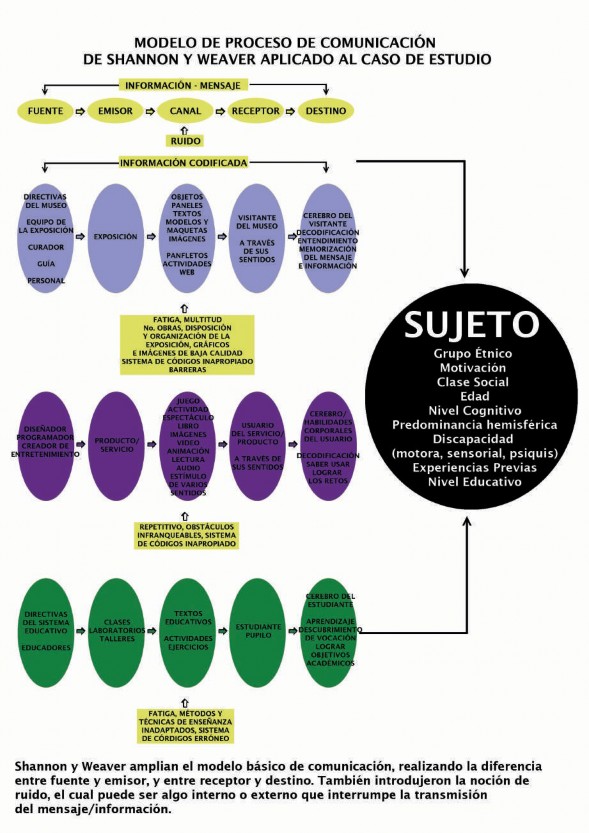 MODELO DE PROCESO DE COMUNICACIÓN
DE SHANNON Y WEAVER APLICADO AL CASO DE ESTUDIO
INFORMACIÓN - MENSAJE
FUENTE
EMISOR
CANAL
RECEPTOR
DESTINO
RUIDO
INFORMACIÓN CODIFICADA
DIRECTIVAS
DEL MUSEO
EQUIPO DE
LA EXPOSICIÓN
CURADOR
GUÍA
PERSONAL
EXPOSICIÓN
OBJETOS
PANELES
TEXTOS
MODELOS Y
MAQUETAS
IMÁGENES
PANFLETOS
ACTIVIDADES
WEB
VISITANTE
DEL MUSEO
A TRAVÉS
DE SUS
SENTIDOS
CEREBRO DEL
VISITANTE
DECODIFICACIÓN
ENTENDIMIENTO
MEMORIZACIÓN
DEL MENSAJE
E INFORMACIÓN
FATIGA, MULTITUD
No. OBRAS, DISPOSICIÓN
Y ORGANIZACIÓN DE LA
EXPOSICIÓN, GRÁFICOS
E IMÁGENES DE BAJA CALIDAD
SISTEMA DE CÓDIGOS INAPROPIADO
BARRERAS
SUJETO
Grupo Étnico
Motivación
Clase Social
Edad
Nivel Cognitivo
Predominancia hemisférica
Discapacidad
(motora, sensorial, psiquis)
Experiencias Previas
Nivel Educativo
DISEÑADOR
PROGRAMADOR
CREADOR DE
ENTRETENIMIENTO
PRODUCTO/
SERVICIO
JUEGO
ACTIVIDAD
ESPECTÁCULO
LIBRO
IMÁGENES
VIDEO
ANIMACIÓN
LECTURA
AUDIO
ESTÍMULO
DE VARIOS
SENTIDOS
USUARIO
DEL SERVICIO/
PRODUCTO
A TRAVÉS DE
SUS SENTIDOS
CEREBRO/
HABILIDADES
CORPORALES
DEL USUARIO
DECODIFICACIÓN
SABER USAR
LOGRAR
LOS RETOS
REPETITIVO, OBSTÁCULOS
INFRANQUEABLES, SISTEMA
DE CÓDIGOS INAPROPIADO
DIRECTIVAS
DEL SISTEMA
EDUCATIVO
EDUCADORES
CLASES
LABORATORIOS
TALLERES
TEXTOS
EDUCATIVOS
ACTIVIDADES
EJERCICIOS
ESTUDIANTE
PUPILO
CEREBRO DEL
ESTUDIANTE
APRENDIZAJE
DESCUBRIMIENTO
DE VOCACIÓN
LOGRAR
OBJETIVOS
ACADÉMICOS
FATIGA, MÉTODOS Y
TÉCNICAS DE ENSEÑANZA
INADAPTADOS, SISTEMA
DE CÓRDIGOS ERRÓNEO
Shannon y Weaver amplian el modelo básico de comunicación, realizando la diferencia
entre fuente y emisor, y entre receptor y destino. También introdujeron la noción de
ruido, el cual puede ser algo interno o externo que interrumpe la transmisión
del mensaje/información.